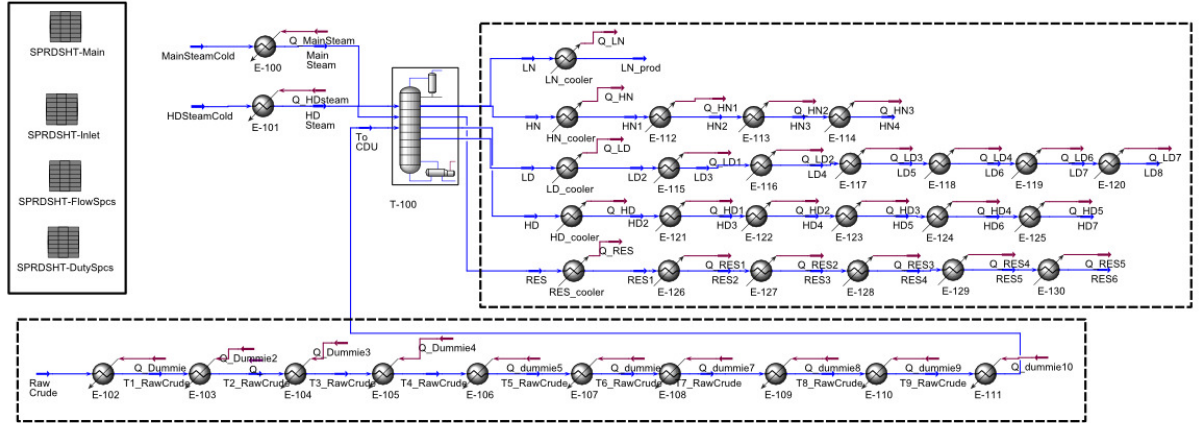 SPRDSHT-Main
SPRDSHT-Inlet
SPRDSHT-FlowSpcs
SPRDSHT-DutySpcs
MainSteamCold
E-100
Q_MainSteam
Main
Steam
HDSteamCold
E-101
Q_HDsteam
HD
Steam
To
CDU
T-100
LN
LN_cooler
Q_LN
LN_prod
HN
HN_cooler
Q_HN
HN1
E-112
Q_HN1
HN2
E-113
Q_HN2
HN3
E-114
Q_HN3
HN4
LD
LD_cooler
Q_LD
LD2
E-115
Q_LD1
LD3
E-116
Q_LD2
LD4
E-117
Q_LD3
LD5
E-118
Q_LD4
LD6
E-119
Q_LD6
LD7
E-120
Q_LD7
LD8
HD
HD_cooler
Q_HD
HD2
E-121
Q_HD1
HD3
E-122
Q_HD2
HD4
E-123
Q_HD3
HD5
E-124
Q_HD4
HD6
E-125
Q_HD5
HD7
RES
RES_cooler
Q_RES
RES1
E-126
Q_RES1
RES2
E-127
Q_RES2
RES3
E-128
Q_RES3
RES4
E-129
Q_RES4
RES5
E-130
Q_RES5
RES6
Raw
Crude
E-102
Q_Dummie
T1_RawCrude
E-103
Q_Dummie2
T2_RawCrude
E-104
Q_Dummie3
T3_RawCrude
E-105
Q_Dummie4
T4_RawCrude
E-106
Q_dummie5
T5_RawCrude
E-107
T6_RawCrude
E-108
Q_dummie7
T7_RawCrude
E-109
Q_dummie8
T8_RawCrude
E-110
Q_dummie9
T9_RawCrude
E-111
Q_dummie10